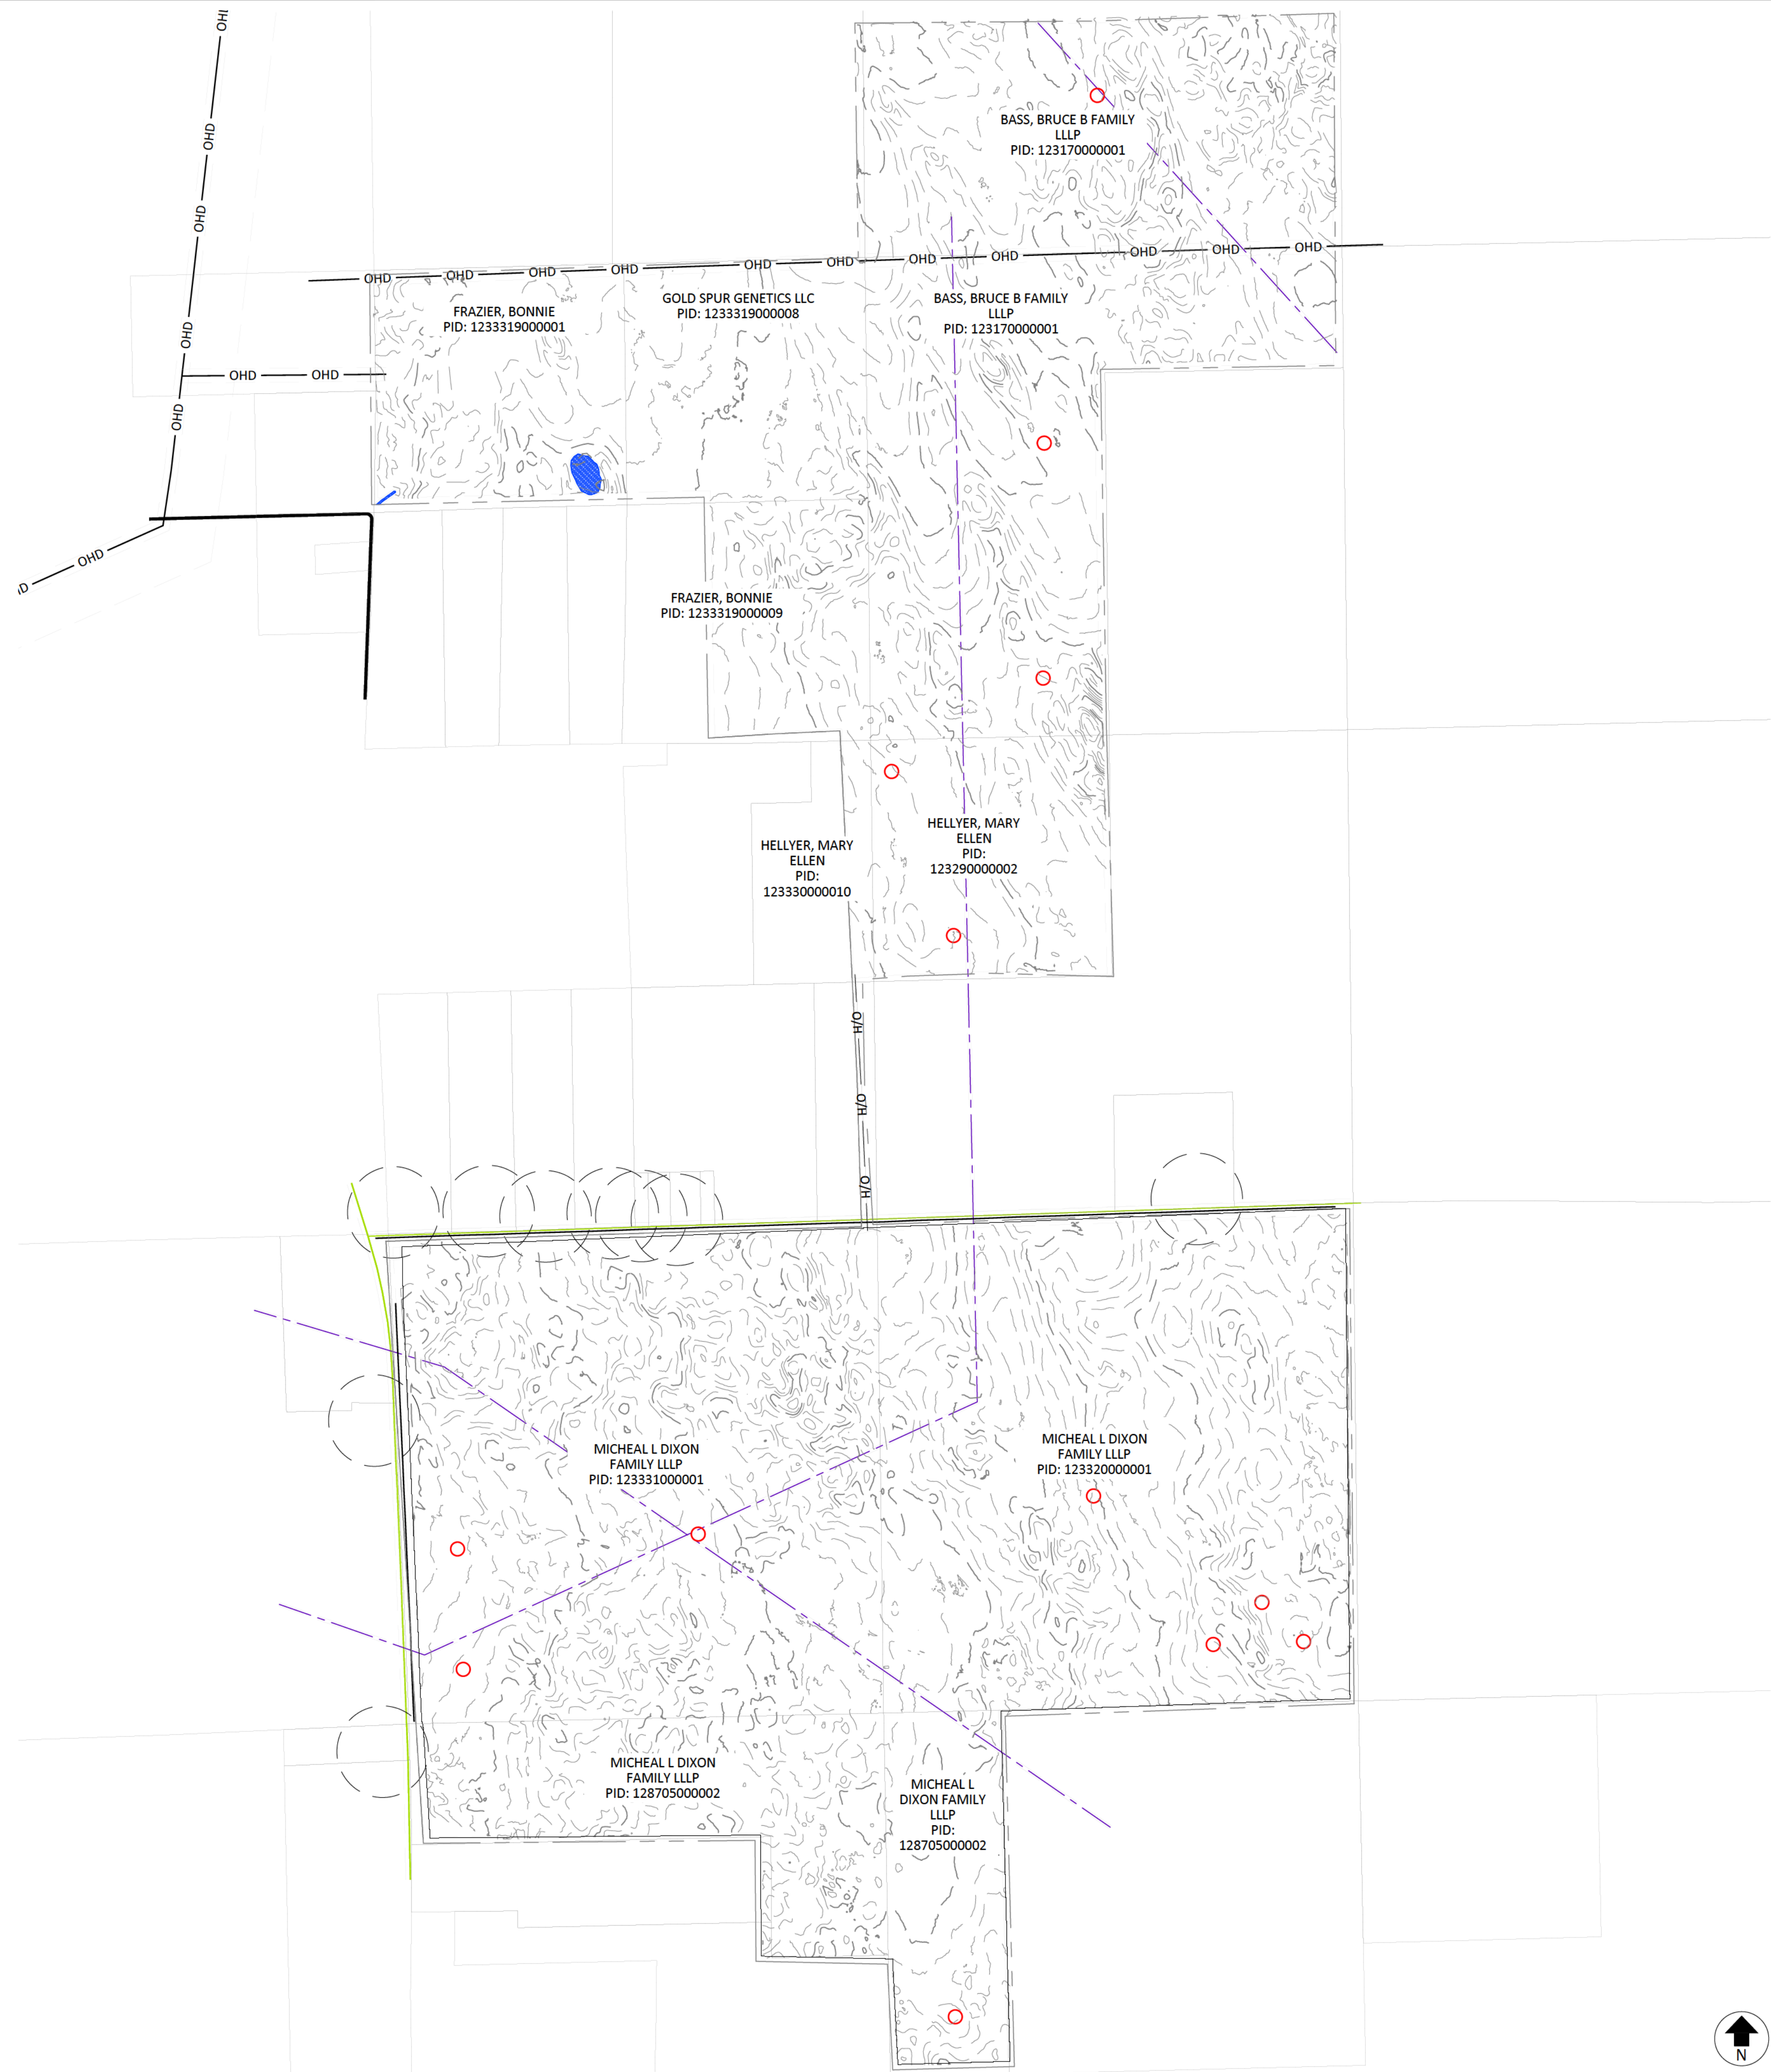 OHD
BASS, BRUCE B FAMILY
LLLP
PID: 123170000001
OHD
OHD
OHD OHD OHD OHD OHD OHD OHD OHD OHD OHD OHD
FRAZIER, BONNIE
PID: 1233319000001
GOLD SPUR GENETICS LLC
PID: 1233319000008
BASS, BRUCE B FAMILY
LLLP
PID: 123170000001
OHD
OHD OHD
OHD
OHD
FRAZIER, BONNIE
PID: 1233319000009
HELLYER, MARY
ELLEN
PID:
123330000010
HELLYER, MARY
ELLEN
PID:
123290000002
O/H
O/H
O/H
MICHEAL L DIXON
FAMILY LLLP
PID: 123331000001
MICHEAL L DIXON
FAMILY LLLP
PID: 123320000001
MICHEAL L DIXON
FAMILY LLLP
PID: 128705000002
MICHEAL L
DIXON FAMILY
LLLP
PID:
128705000002
N